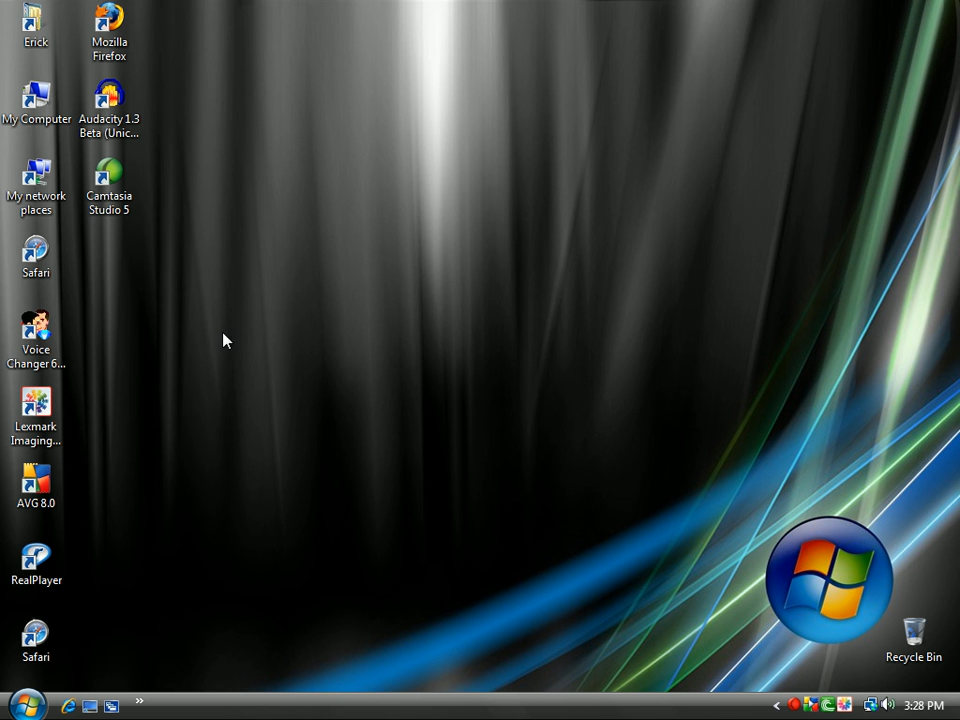 Erick
Mozilla
Firefox
My Computer
Audacity 1.3
Beta (Unic...
My network
places
Camtasia
Studio 5
Safari
Voice
Changer 6...
Lexmark
Imaging...
AVG 8.0
RealPlayer
Safari
Recycle Bin
3:28 PM